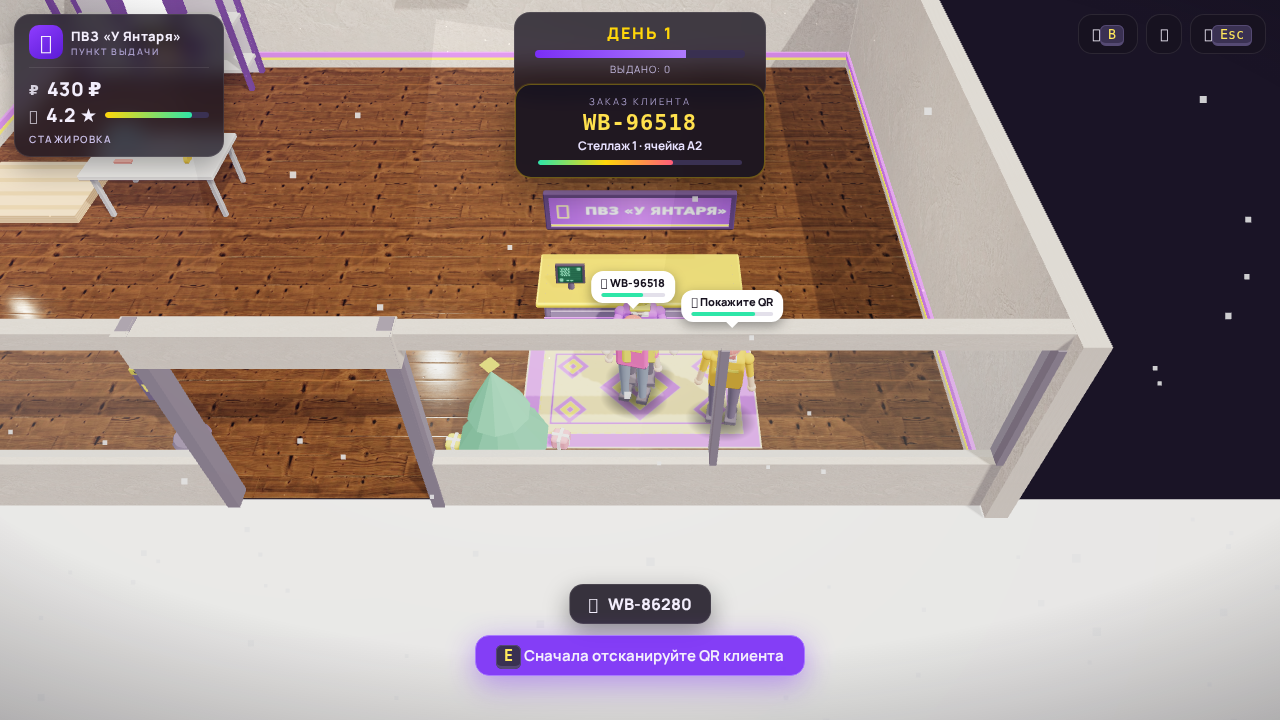 ПВЗ «У Янтаря»
ПУНКТ ВЫДАЧИ
₽ 430 ₽
4.2 ★
СТАЖИРОВКА
ДЕНЬ 1
ВЫДАНО: 0
ЗАКАЗ КЛИЕНТА
WB-96518
Стеллаж 1 · ячейка A2
B
Esc
ПВЗ «У ЯНТАРЯ»
WB-96518
Покажите QR
WB-86280
E Сначала отсканируйте QR клиента